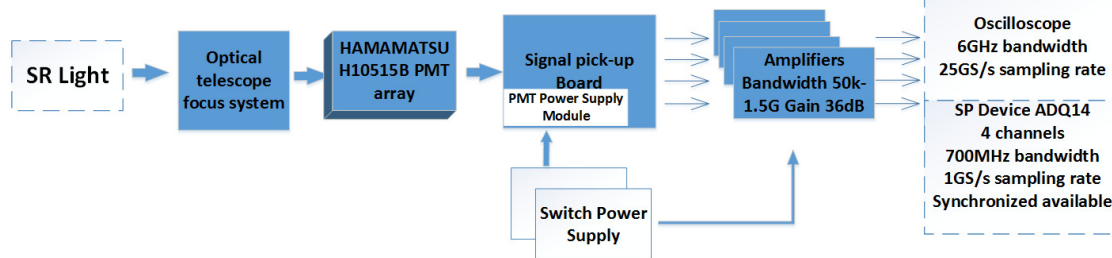 SR Light
Optical
telescope
focus system
HAMAMATSU
H10515B PMT
array
Signal pick-up
Board
PMT Power Supply
Module
Amplifiers
Bandwidth 50k-
1.5G Gain 36dB
Oscilloscope
6GHz bandwidth
25GS/s sampling rate
SP Device ADQ14
4 channels
700MHz bandwidth
1GS/s sampling rate
Synchronized available
Switch Power
Supply